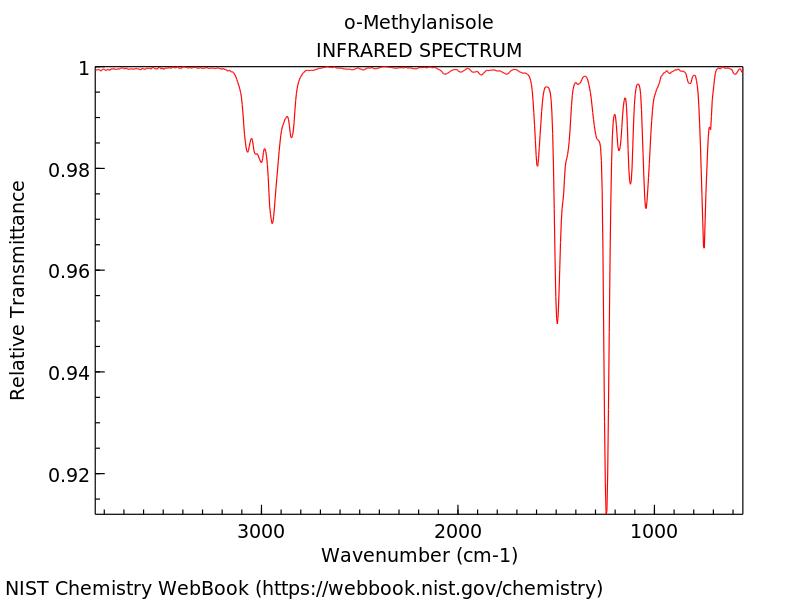 o-Methylanisole
INFRARED SPECTRUM
1
0.98
0.96
0.94
0.92
Relative Transmittance
3000 2000 1000
Wavenumber (cm-1)
NIST Chemistry WebBook (https://webbook.nist.gov/chemistry)